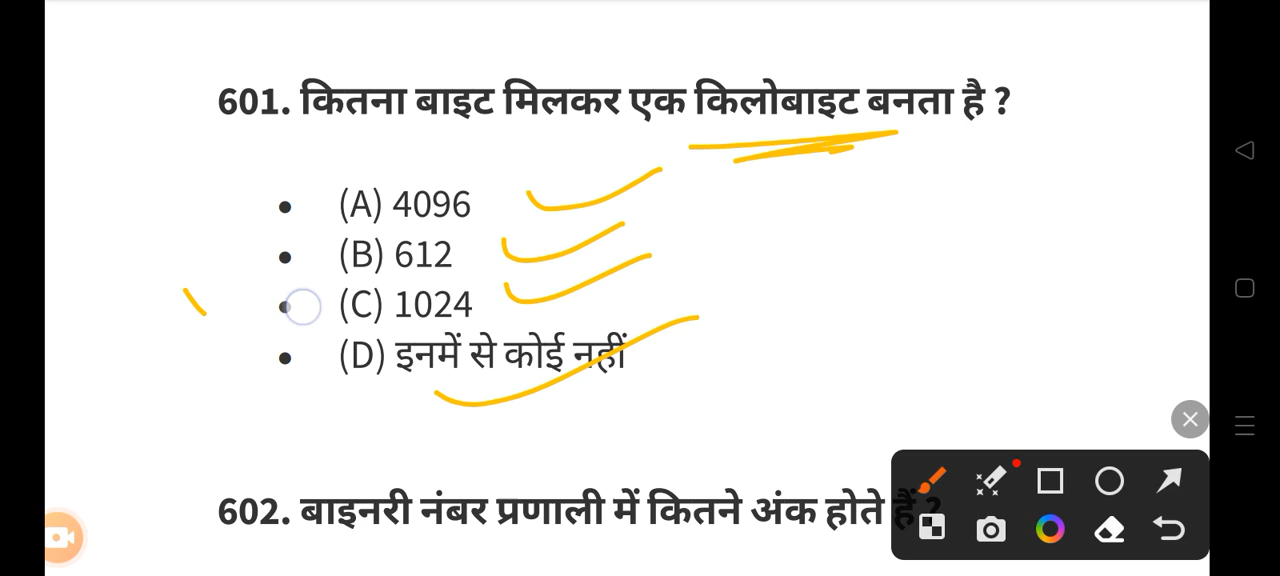 601. कितना बाइट मिलकर एक किलोबाइट बनता है ?
(A) 4096
(B) 612
(C) 1024
(D) इनमें से कोई नहीं
602. बाइनरी नंबर प्रणाली में कितने अंक होते हैं ?